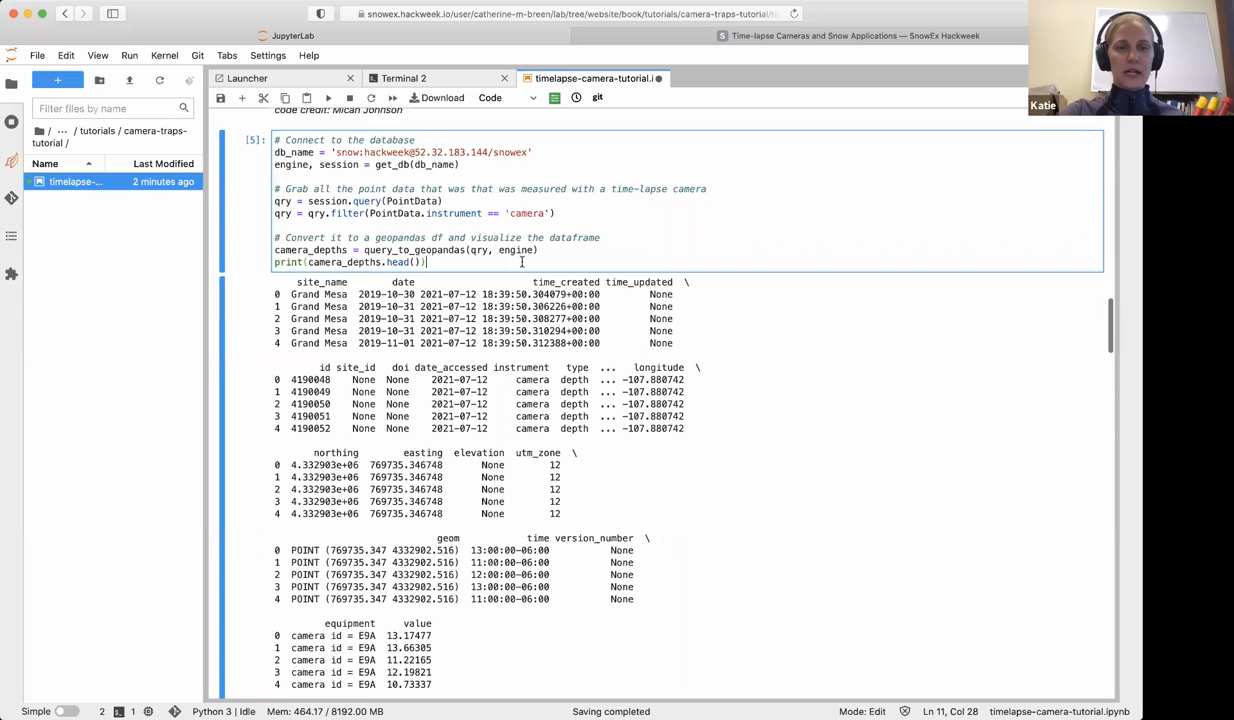 snowex.hackweek.io/user/catherine-m-breen/lab/tree/website/book/tutorials/camera-traps-tutorial/
JupyterLab
S Time-lapse Cameras and Snow Applications — SnowEx Hackweek
File Edit View Run Kernel Git Tabs Settings Help
Launcher
Terminal 2
timelapse-camera-tutorial.i
Filter files by name
/ ... / tutorials / camera-traps-tutorial /
Name Last Modified
timelapse-... 2 minutes ago
Download Code git
code credit: Mican Johnson
[5]:
# Connect to the database
db_name = 'snow:hackweek@52.32.183.144/snowex'
engine, session = get_db(db_name)
# Grab all the point data that was that was measured with a time-lapse camera
qry = session.query(PointData)
qry = qry.filter(PointData.instrument == 'camera')
# Convert it to a geopandas df and visualize the dataframe
camera_depths = query_to_geopandas(qry, engine)
print(camera_depths.head())
site_name date time_created time_updated \
0 Grand Mesa 2019-10-30 2021-07-12 18:39:50.304079+00:00 None
1 Grand Mesa 2019-10-31 2021-07-12 18:39:50.306226+00:00 None
2 Grand Mesa 2019-10-31 2021-07-12 18:39:50.308277+00:00 None
3 Grand Mesa 2019-10-31 2021-07-12 18:39:50.310294+00:00 None
4 Grand Mesa 2019-11-01 2021-07-12 18:39:50.312388+00:00 None
id site_id doi date_accessed instrument type ... longitude \
0 4190048 None None 2021-07-12 camera depth ... -107.880742
1 4190049 None None 2021-07-12 camera depth ... -107.880742
2 4190050 None None 2021-07-12 camera depth ... -107.880742
3 4190051 None None 2021-07-12 camera depth ... -107.880742
4 4190052 None None 2021-07-12 camera depth ... -107.880742
northing easting elevation utm_zone \
0 4.332903e+06 769735.346748 None 12
1 4.332903e+06 769735.346748 None 12
2 4.332903e+06 769735.346748 None 12
3 4.332903e+06 769735.346748 None 12
4 4.332903e+06 769735.346748 None 12
geom time version_number \
0 POINT (769735.347 4332902.516) 13:00:00-06:00 None
1 POINT (769735.347 4332902.516) 11:00:00-06:00 None
2 POINT (769735.347 4332902.516) 12:00:00-06:00 None
3 POINT (769735.347 4332902.516) 13:00:00-06:00 None
4 POINT (769735.347 4332902.516) 11:00:00-06:00 None
equipment value
0 camera id = E9A 13.17477
1 camera id = E9A 13.66305
2 camera id = E9A 11.22165
3 camera id = E9A 12.19821
4 camera id = E9A 10.73337
Katie
Simple 2 1 Python 3 | Idle Mem: 464.17 / 8192.00 MB Saving completed Mode: Edit Ln 11, Col 28 timelapse-camera-tutorial.ipynb